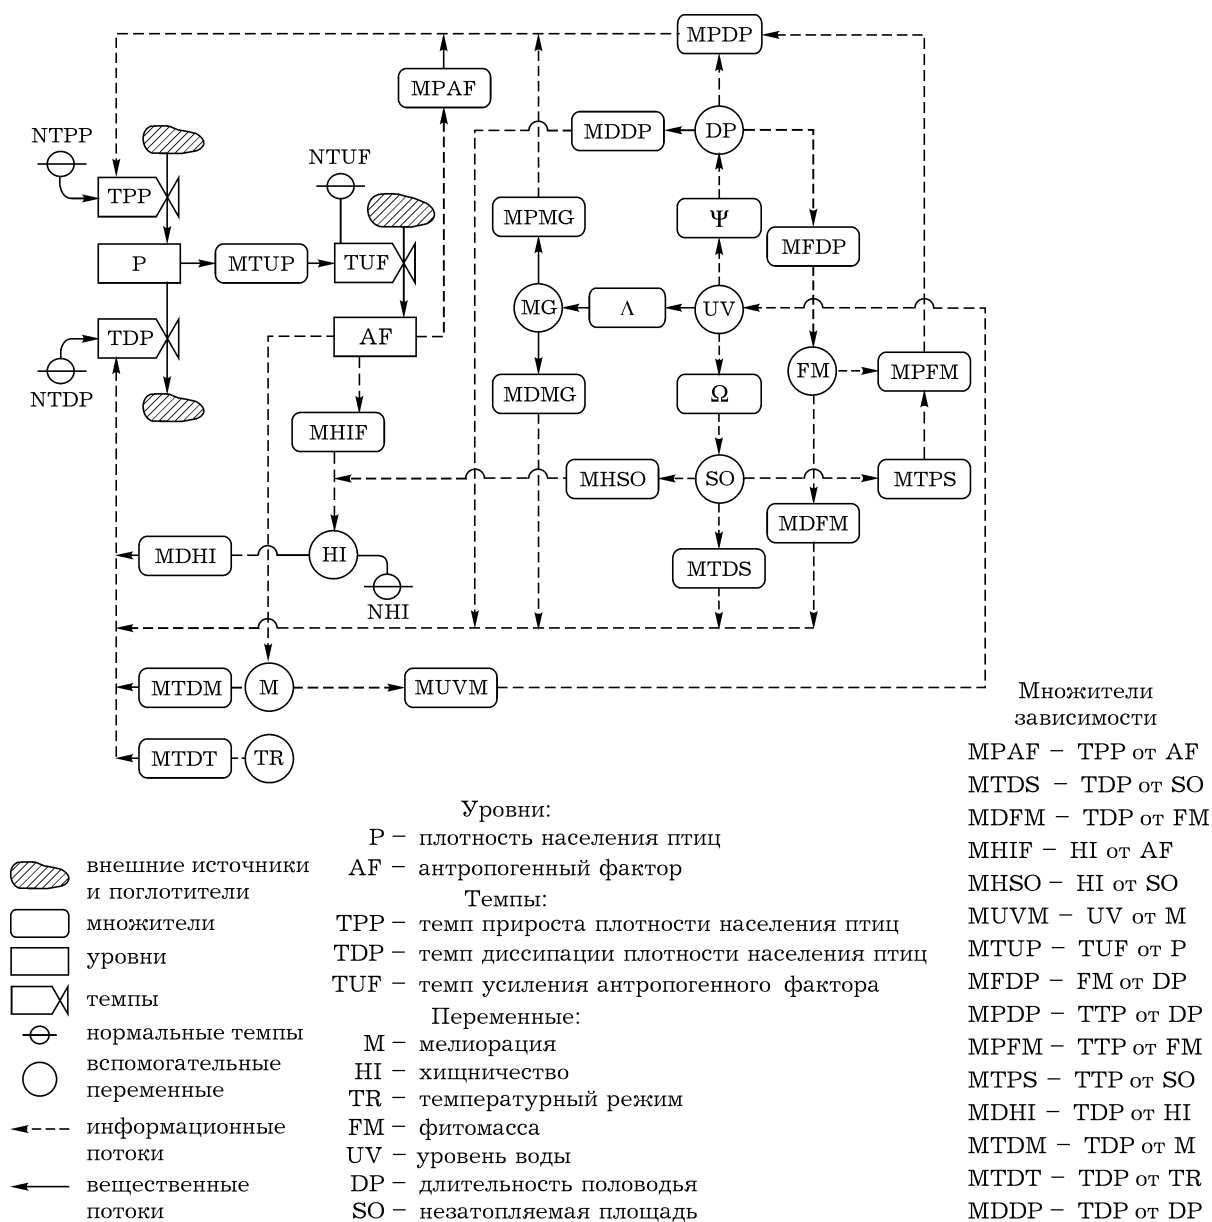 MPDP
MPAF
NTPP
MDDP
DP
NTUF
TPP
MPMG
Ψ
MFDP
P
MTUP
TUF
MG
Λ
UV
TDP
AF
FM
MPFM
NTDP
MDMG
Ω
MHIF
MHSO
SO
MTPS
MDFM
MDHI
HI
MTDS
NHI
MTDM
M
MUVM
MTDT
TR
Множители
зависимости
MPAF – TPP от AF
MTDS – TDP от SO
MDFM – TDP от FM
MHIF – HI от AF
MHSO – HI от SO
MUVM – UV от M
MTUP – TUF от P
MFDP – FM от DP
MPDP – TTP от DP
MPFM – TTP от FM
MTPS – TTP от SO
MDHI – TDP от HI
MTDM – TDP от M
MTDT – TDP от TR
MDDP – TDP от DP
Уровни:
P – плотность населения птиц
AF – антропогенный фактор
Темпы:
TPP – темп прироста плотности населения птиц
TDP – темп диссипации плотности населения птиц
TUF – темп усиления антропогенного фактора
Переменные:
M – мелиорация
HI – хищничество
TR – температурный режим
FM – фитомасса
UV – уровень воды
DP – длительность половодья
SO – незатопляемая площадь
внешние источники
и поглотители
множители
уровни
темпы
нормальные темпы
вспомогательные
переменные
информационные
потоки
вещественные
потоки